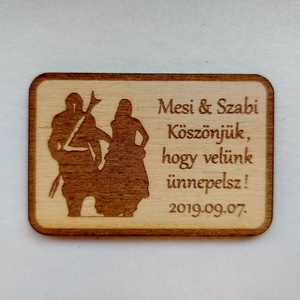 Mesi & Szabi
Köszönjük,
hogy velünk
ünnepelsz!
2019.09.07.